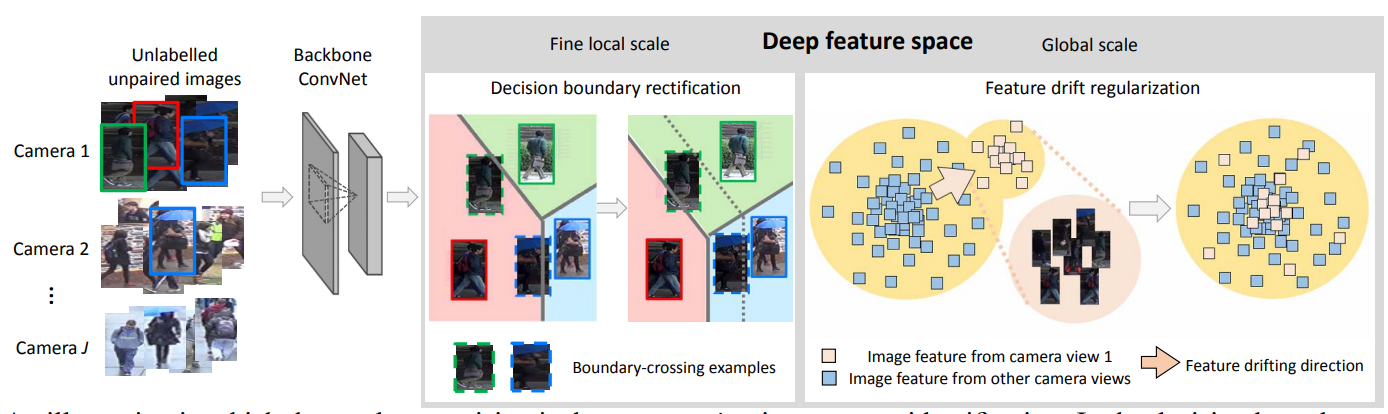 Unlabelled
unpaired images
Backbone
ConvNet
Camera 1
Camera 2
Camera J
Deep feature space
Fine local scale
Global scale
Decision boundary rectification
Boundary-crossing examples
Feature drift regularization
Image feature from camera view 1
Image feature from other camera views
Feature drifting direction